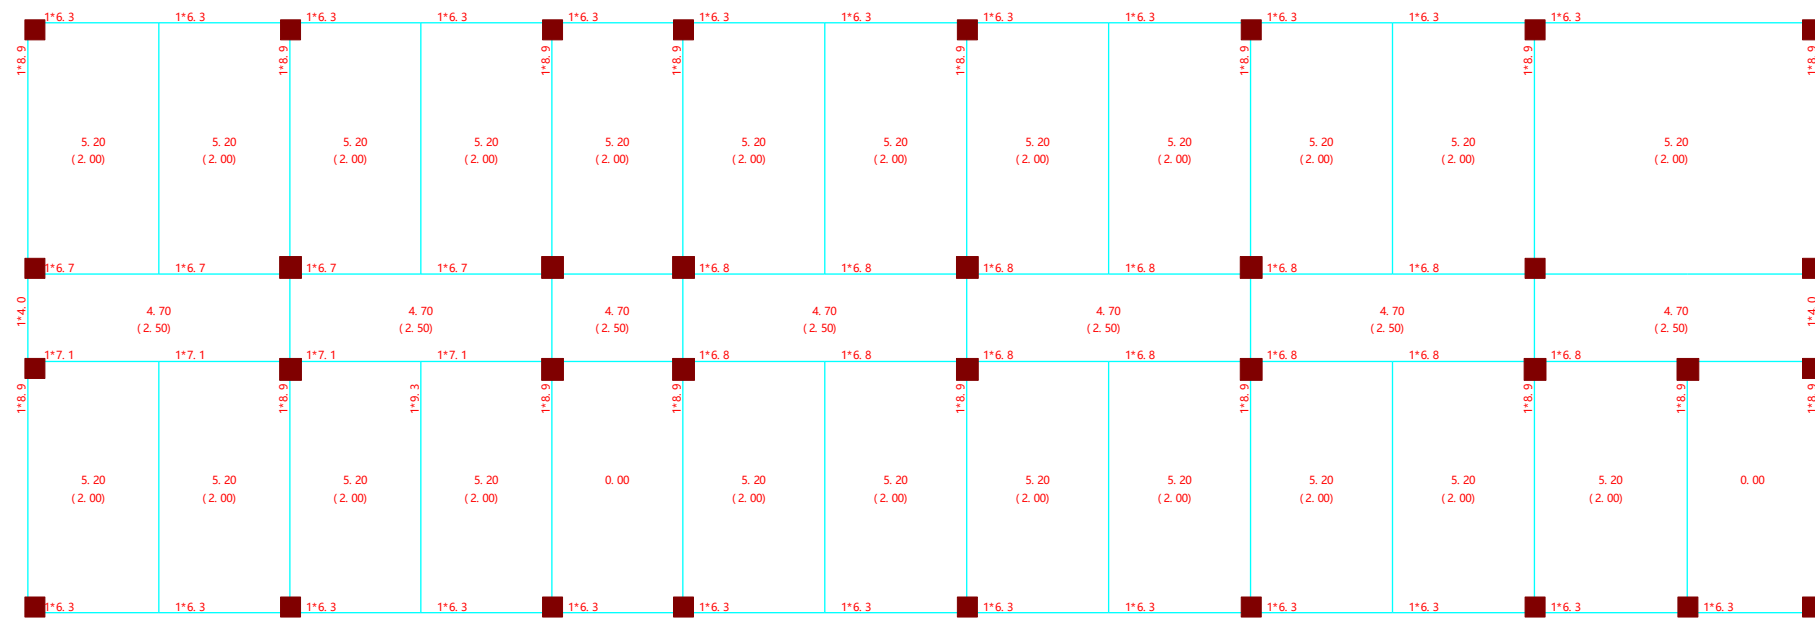 1*6.3 1*6.3 1*6.3 1*6.3 1*6.3 1*6.3 1*6.3 1*6.3 1*6.3 1*6.3 1*6.3 1*6.3
1*8.9 1*8.9 1*8.9 1*8.9 1*8.9 1*8.9 1*8.9 1*8.9
5.20 5.20 5.20 5.20 5.20 5.20 5.20 5.20 5.20 5.20 5.20 5.20
(2.00) (2.00) (2.00) (2.00) (2.00) (2.00) (2.00) (2.00) (2.00) (2.00) (2.00) (2.00)
1*6.7 1*6.7 1*6.7 1*6.7 1*6.8 1*6.8 1*6.8 1*6.8 1*6.8 1*6.8
1*4.0 4.70 4.70 4.70 4.70 4.70 4.70 4.70 1*4.0
(2.50) (2.50) (2.50) (2.50) (2.50) (2.50) (2.50)
1*7.1 1*7.1 1*7.1 1*7.1 1*6.8 1*6.8 1*6.8 1*6.8 1*6.8 1*6.8 1*6.8
1*8.9 1*8.9 1*9.3 1*8.9 1*8.9 1*8.9 1*8.9 1*8.9 1*8.9 1*8.9
5.20 5.20 5.20 5.20 0.00 5.20 5.20 5.20 5.20 5.20 5.20 5.20 0.00
(2.00) (2.00) (2.00) (2.00) (2.00) (2.00) (2.00) (2.00) (2.00) (2.00) (2.00)
1*6.3 1*6.3 1*6.3 1*6.3 1*6.3 1*6.3 1*6.3 1*6.3 1*6.3 1*6.3 1*6.3 1*6.3 1*6.3